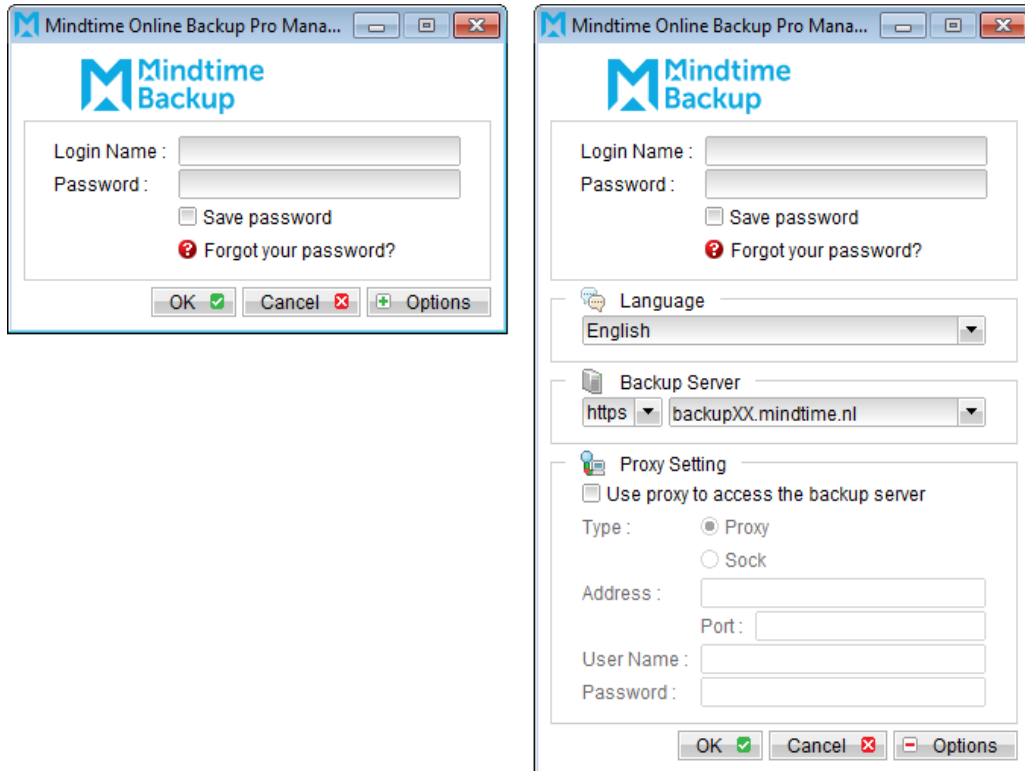 Mindtime Online Backup Pro Mana...
Mindtime
Backup
Login Name :
Password :
Save password
Forgot your password?
OK Cancel Options
Mindtime Online Backup Pro Mana...
Mindtime
Backup
Login Name :
Password :
Save password
Forgot your password?
Language
English
Backup Server
https backupXX.mindtime.nl
Proxy Setting
Use proxy to access the backup server
Type : Proxy
Sock
Address :
Port :
User Name :
Password :
OK Cancel Options